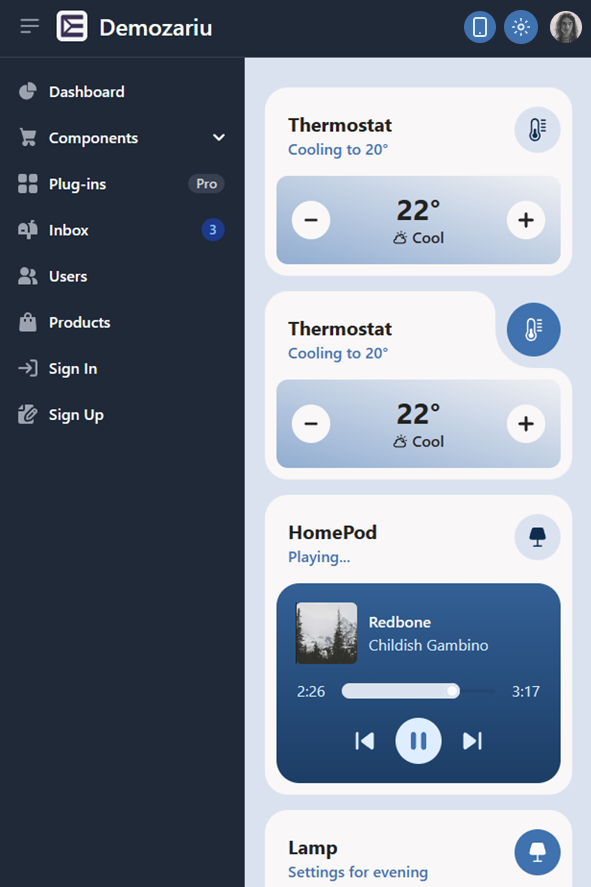 Demozariu
Dashboard
Components
Plug-ins Pro
Inbox 3
Users
Products
Sign In
Sign Up
Thermostat
Cooling to 20°
22°
Cool
Thermostat
Cooling to 20°
22°
Cool
HomePod
Playing...
Redbone
Childish Gambino
2:26 3:17
Lamp
Settings for evening